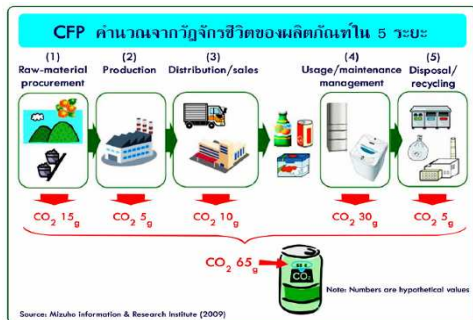 CFP คำนวณจากวัฏจักรชีวิตของผลิตภัณฑ์ใน 5 ระยะ
(1) Raw-material procurement
(2) Production
(3) Distribution/sales
(4) Usage/maintenance management
(5) Disposal/recycling
CO2 15g
CO2 5g
CO2 10g
CO2 30g
CO2 5g
CO2 65g
CO2
Note: Numbers are hypothetical values
Source: Mizuho Information & Research Institute (2009)